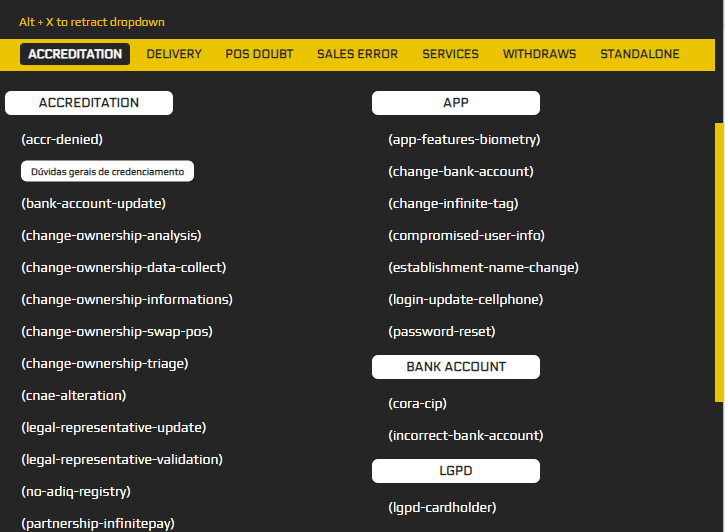 Alt + X to retract dropdown
ACCREDITATION DELIVERY POS DOUBT SALES ERROR SERVICES WITHDRAWS STANDALONE
ACCREDITATION
(accr-denied)
Dúvidas gerais de credenciamento
(bank-account-update)
(change-ownership-analysis)
(change-ownership-data-collect)
(change-ownership-informations)
(change-ownership-swap-pos)
(change-ownership-triage)
(cnae-alteration)
(legal-representative-update)
(legal-representative-validation)
(no-adiq-registry)
(partnership-infinitepay)
APP
(app-features-biometry)
(change-bank-account)
(change-infinite-tag)
(compromised-user-info)
(establishment-name-change)
(login-update-cellphone)
(password-reset)
BANK ACCOUNT
(cora-cip)
(incorrect-bank-account)
LGPD
(lgpd-cardholder)